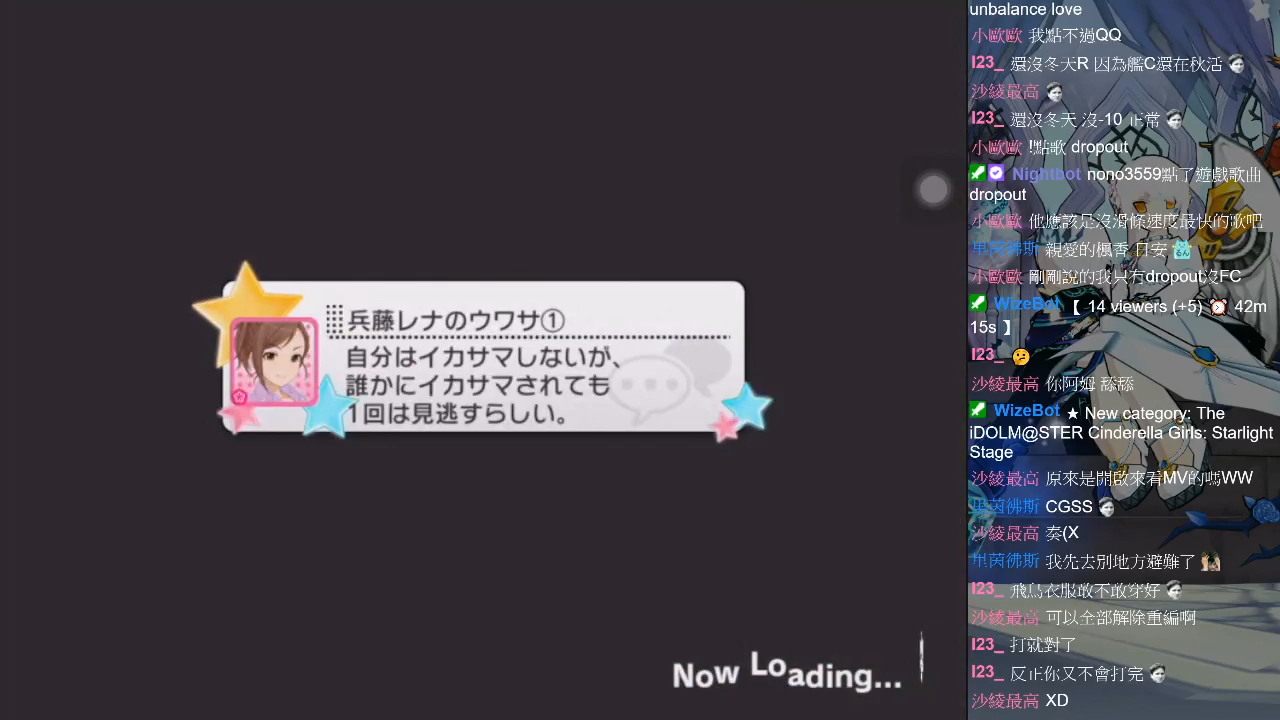 兵藤レナのウワサ①
自分はイカサマしないが、
誰かにイカサマされても
1回は見逃すらしい。
Now Loading...
unbalance love
小歐歐 我點不過QQ
I23_ 還沒冬天R 因為艦C還在秋活
沙綾最高
I23_ 還沒冬天 沒-10 正常
小歐歐 !點歌 dropout
Nightbot nono3559點了遊戲歌曲
dropout
小歐歐 他應該是沒滑條速度最快的歌吧
里茵彿斯 親愛的楓香 日安
小歐歐 剛剛說的我只有dropout沒FC
WizeBot 【 14 viewers (+5) ⏰ 42m
15s 】
I23_
沙綾最高 你阿姆 舔舔
WizeBot ★ New category: The
iDOLM@STER Cinderella Girls: Starlight
Stage
沙綾最高 原來是開啟來看MV的嗎WW
里茵彿斯 CGSS
沙綾最高 奏(X
里茵彿斯 我先去別地方避難了
I23_ 飛鳥衣服敢不敢穿好
沙綾最高 可以全部解除重編啊
I23_ 打就對了
I23_ 反正你又不會打完
沙綾最高 XD